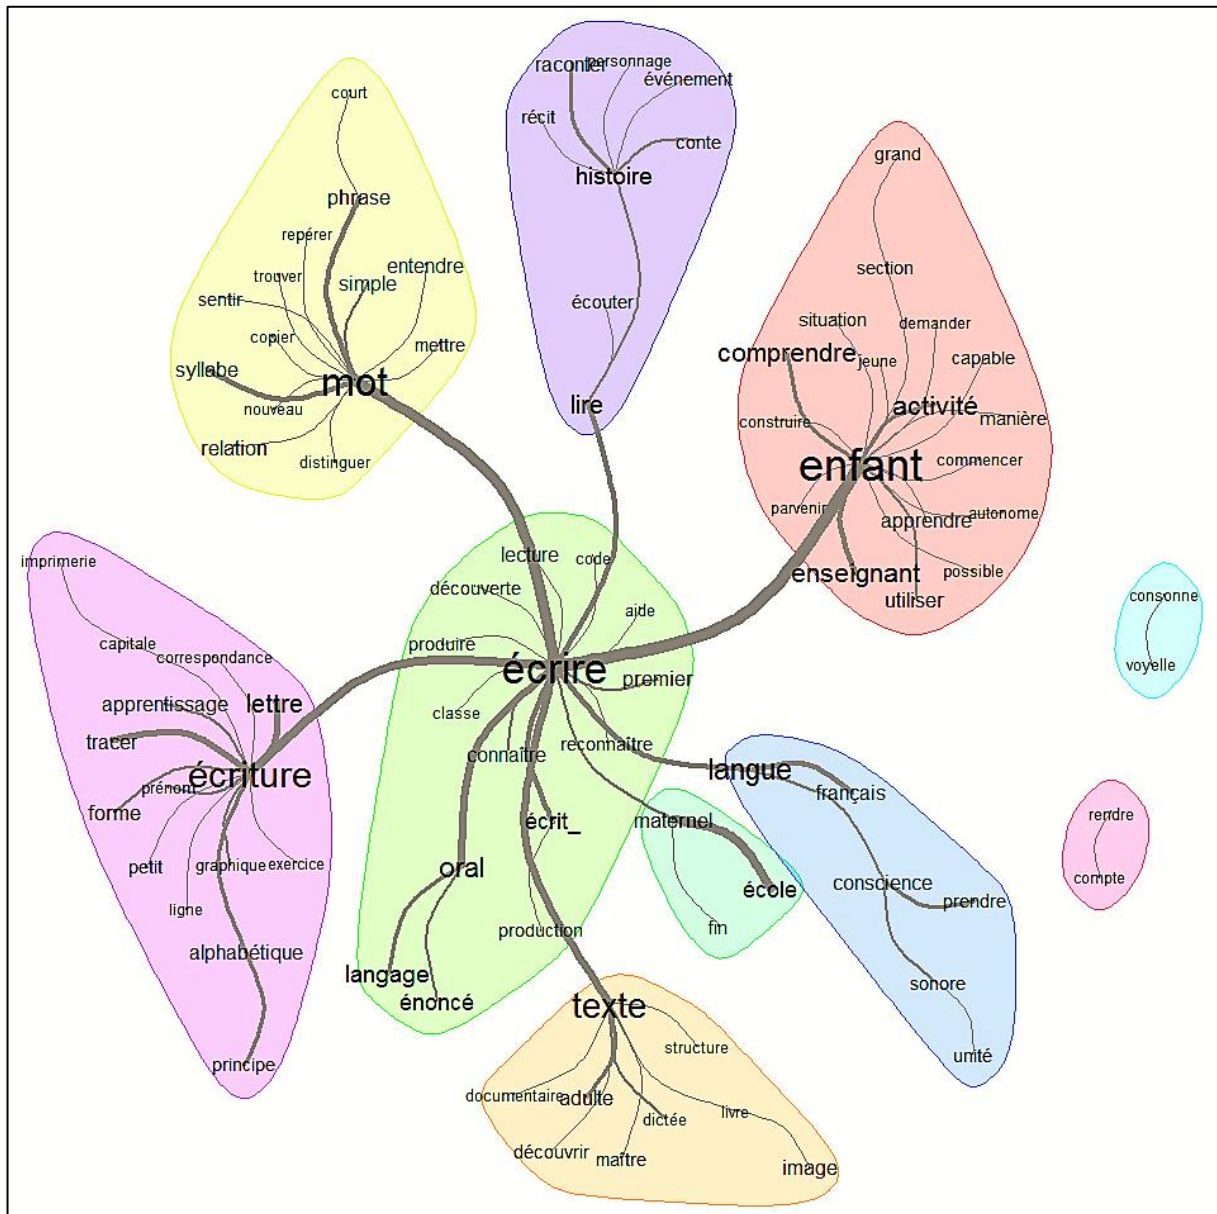 court
phrase
repérer
trouver
simple
entendre
sentir
copier
mettre
syllabe
mot
nouveau
relation
distinguer
raconter
personnage
événement
récit
conte
histoire
écouter
lire
grand
section
situation
demander
comprendre
jeune
capable
activité
construire
manière
enfant
commencer
parvenir
apprendre
autonome
enseignant
possible
utiliser
imprimerie
capitale
correspondance
apprentissage
lettre
tracer
écriture
prénom
forme
petit
graphique
exercice
ligne
alphabétique
principe
lecture
code
découverte
aide
produire
écrire
premier
classe
connaître
reconnaître
écrit_
oral
production
langage
énoncé
langue
français
conscience
prendre
sonore
unité
maternel
école
fin
texte
structure
documentaire
adulte
dictée
livre
découvrir
maître
image
consonne
voyelle
rendre
compte